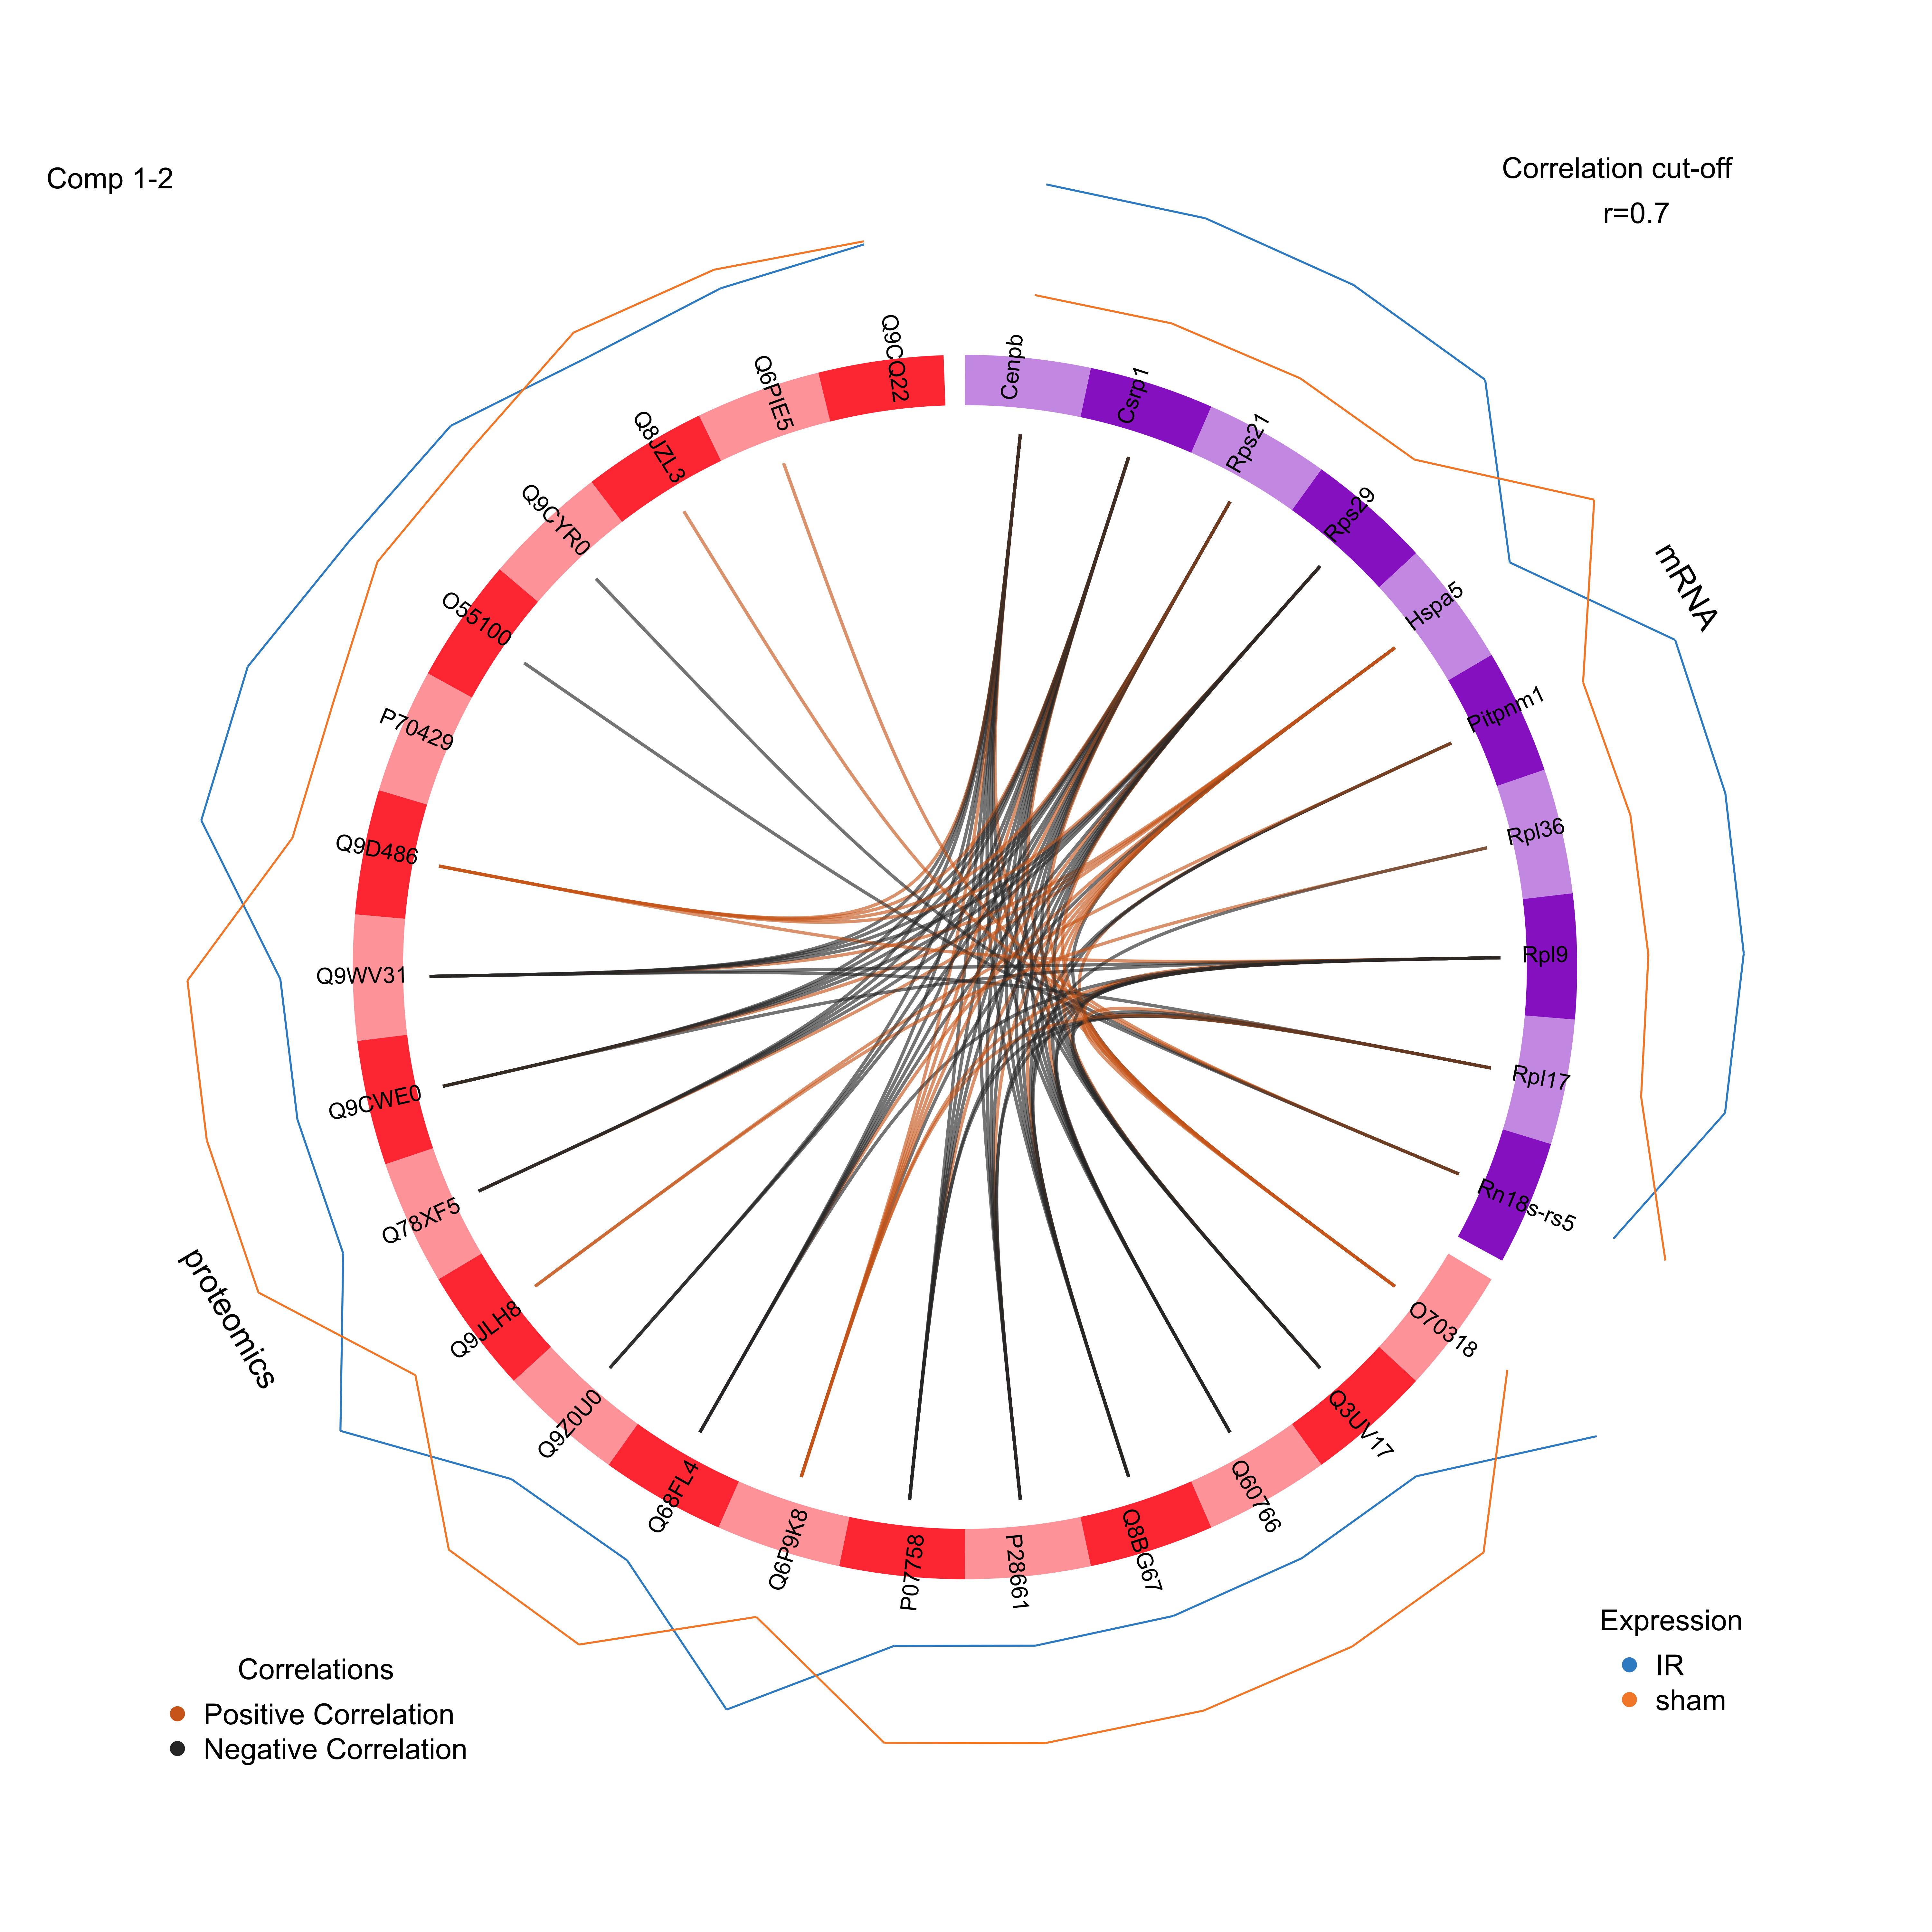 Comp 1-2
Correlation cut-off
r=0.7
Cenpb
Csrp1
Rps21
Rps29
Hspa5
Pitpnm1
Rpl36
Rpl9
Rpl17
Rn18s-rs5
mRNA
O70318
Q3UV17
Q60766
Q8BG67
P28661
P07758
Q6P9K8
Q68FL4
Q9Z0U0
Q9JLH8
Q78XF5
Q9CWE0
Q9WV31
Q9D486
P70429
O55100
Q9CYR0
Q8JZL3
Q6PIE5
Q9CQ22
proteomics
Correlations
Positive Correlation
Negative Correlation
Expression
IR
sham